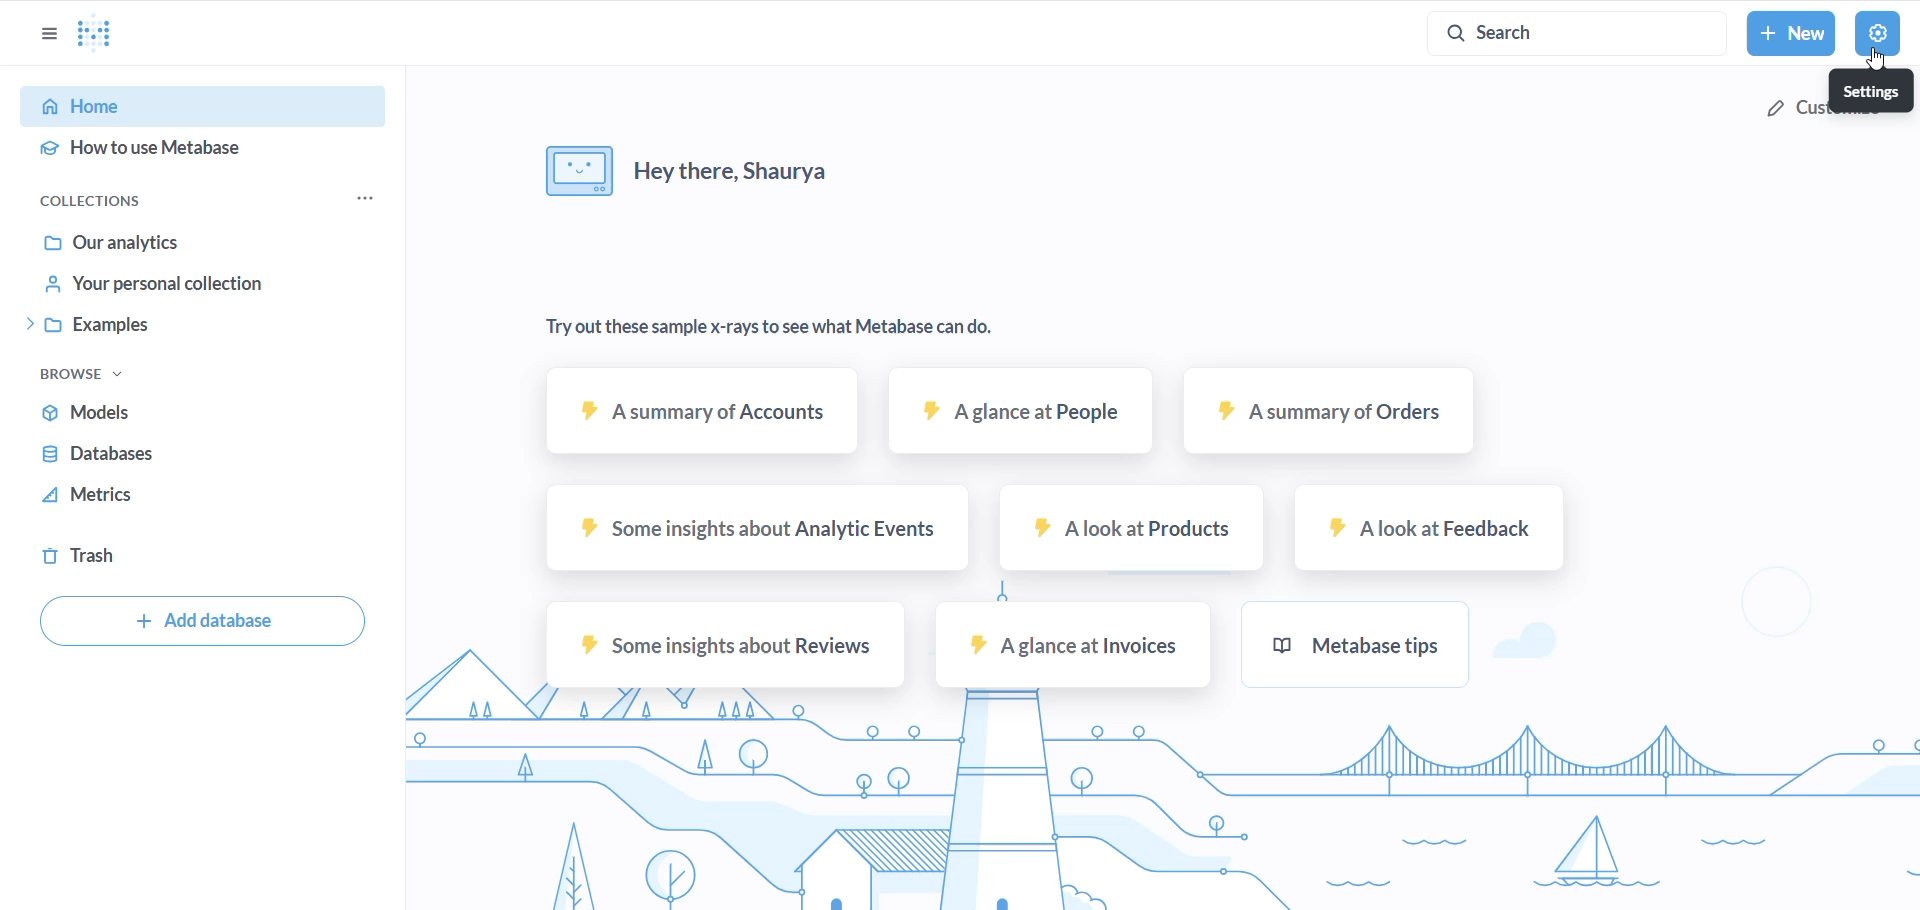 Search
New
Settings
Home
How to use Metabase
COLLECTIONS
Our analytics
Your personal collection
Examples
BROWSE
Models
Databases
Metrics
Trash
Add database
Hey there, Shaurya
Try out these sample x-rays to see what Metabase can do.
A summary of Accounts
A glance at People
A summary of Orders
Some insights about Analytic Events
A look at Products
A look at Feedback
Some insights about Reviews
A glance at Invoices
Metabase tips